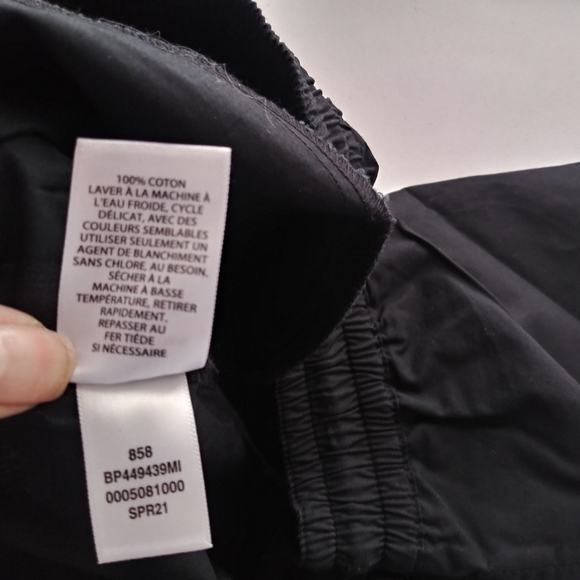 100% COTON
LAVER À LA MACHINE À
L'EAU FROIDE, CYCLE
DÉLICAT, AVEC DES
COULEURS SEMBLABLES
UTILISER SEULEMENT UN
AGENT DE BLANCHIMENT
SANS CHLORE, AU BESOIN.
SÉCHER À LA
MACHINE À BASSE
TEMPÉRATURE, RETIRER
RAPIDEMENT.
REPASSER AU
FER TIÈDE
SI NÉCESSAIRE
858
BP449439MI
0005081000
SPR21